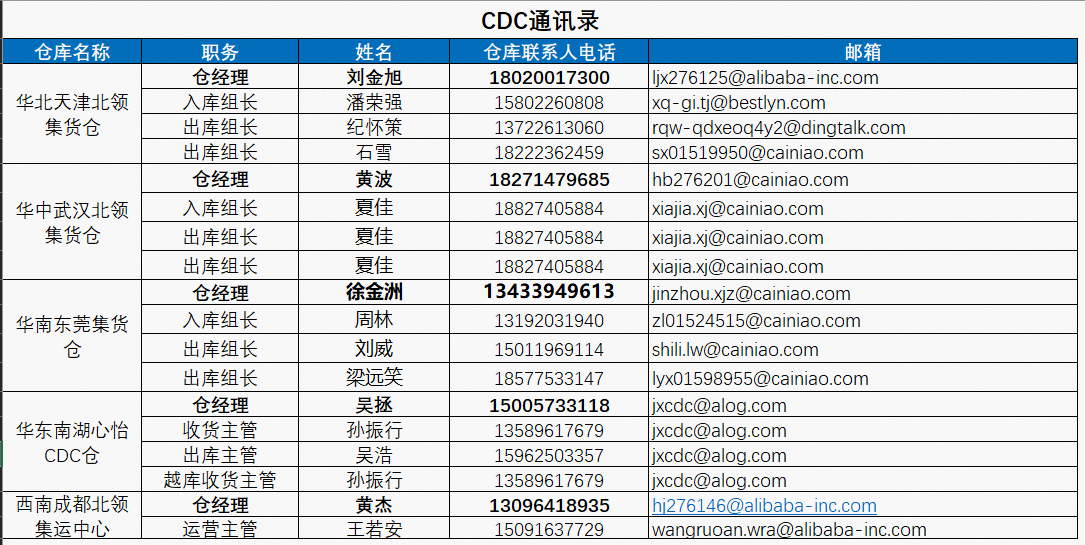 CDC通讯录
仓库名称 职务 姓名 仓库联系人电话 邮箱
华北天津北领集货仓 仓经理 刘金旭 18020017300 ljx276125@alibaba-inc.com
入库组长 潘荣强 15802260808 xq-gi.tj@bestlyn.com
出库组长 纪怀策 13722613060 rqw-qdxeoq4y2@dingtalk.com
出库组长 石雪 18222362459 sx01519950@cainiao.com
华中武汉北领集货仓 仓经理 黄波 18271479685 hb276201@cainiao.com
入库组长 夏佳 18827405884 xiajia.xj@cainiao.com
出库组长 夏佳 18827405884 xiajia.xj@cainiao.com
出库组长 夏佳 18827405884 xiajia.xj@cainiao.com
华南东莞集货仓 仓经理 徐金洲 13433949613 jinzhou.xjz@cainiao.com
入库组长 周林 13192031940 zl01524515@cainiao.com
出库组长 刘威 15011969114 shili.lw@cainiao.com
出库组长 梁远笑 18577533147 lyx01598955@cainiao.com
华东南湖心怡CDC仓 仓经理 吴拯 15005733118 jxcdc@alog.com
收货主管 孙振行 13589617679 jxcdc@alog.com
出库主管 吴浩 15962503357 jxcdc@alog.com
越库收货主管 孙振行 13589617679 jxcdc@alog.com
西南成都北领集运中心 仓经理 黄杰 13096418935 hj276146@alibaba-inc.com
运营主管 王若安 15091637729 wangruoan.wra@alibaba-inc.com